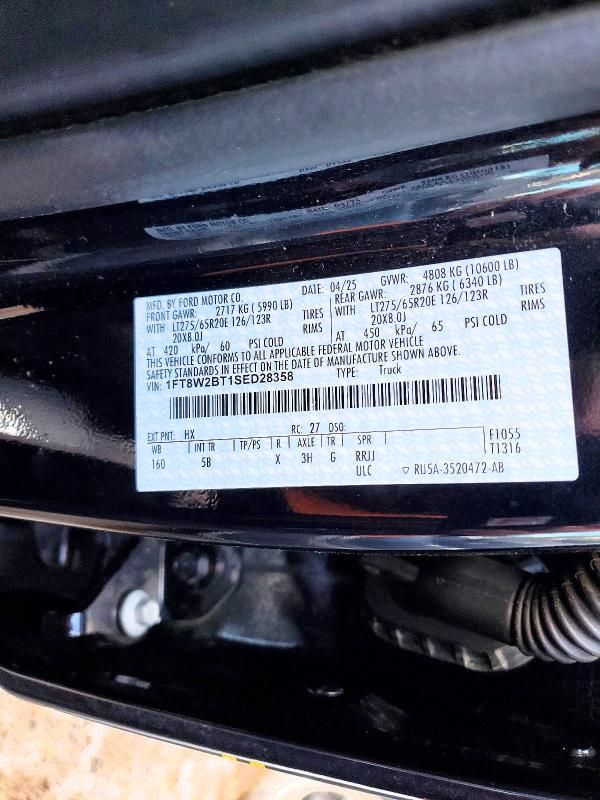 MFD. BY FORD MOTOR CO.
DATE: 04/25 GVWR: 4808 KG (10600 LB)
FRONT GAWR: 2717 KG ( 5990 LB) REAR GAWR: 2876 KG ( 6340 LB)
WITH LT275/65R20E 126/123R TIRES LT275/65R20E 126/123R TIRES
20X8.0J RIMS 20X8.0J RIMS
AT 420 kPa/ 60 PSI COLD AT 450 kPa/ 65 PSI COLD
THIS VEHICLE CONFORMS TO ALL APPLICABLE FEDERAL MOTOR VEHICLE
SAFETY STANDARDS IN EFFECT ON THE DATE OF MANUFACTURE SHOWN ABOVE.
VIN: 1FT8W2BT1SED28358 TYPE: Truck
EXT PNT: HX RC: 27 DSO: F1055
WB INT TR TP/PS R AXLE TR SPR T1316
160 5B X 3H G RRJJ
ULC ▽ RU5A-3520472-AB